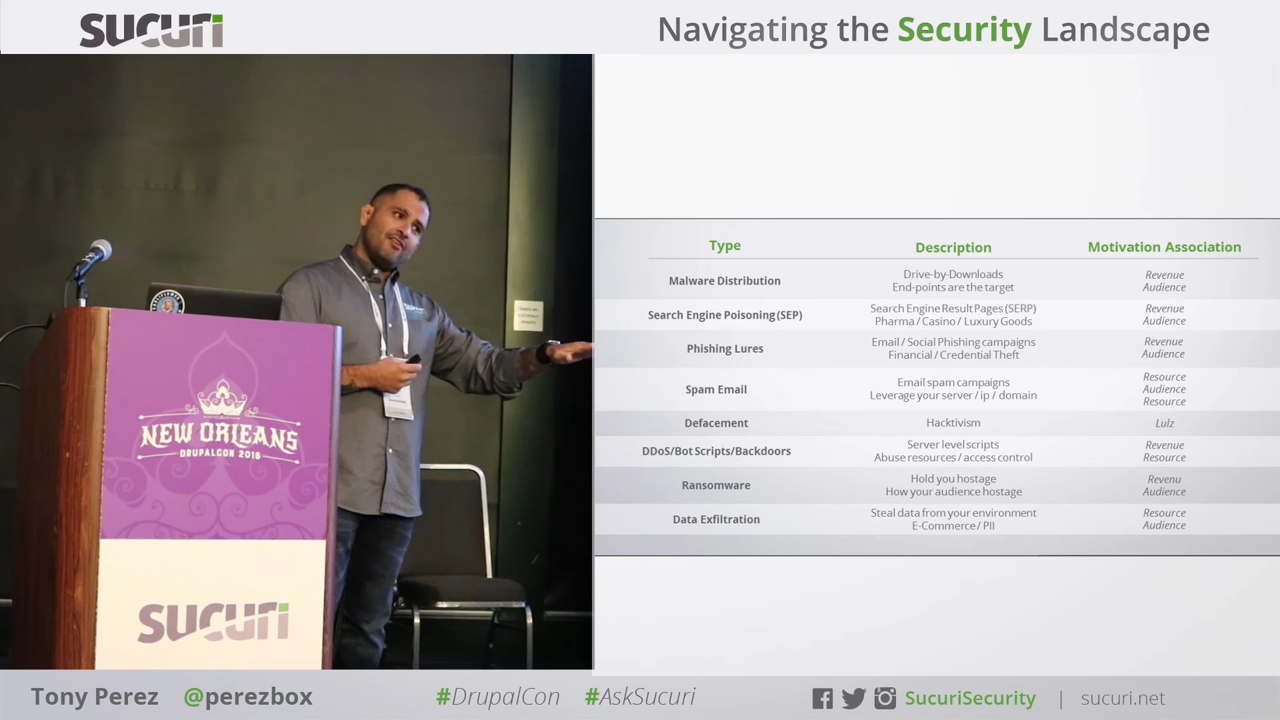 sucuri
Navigating the Security Landscape
NEW ORLEANS
DRUPALCON 2016
sucuri
Type Description Motivation Association
Malware Distribution
Drive-by-Downloads
End-points are the target
Revenue
Audience
Search Engine Poisoning (SEP)
Search Engine Result Pages (SERP)
Pharma / Casino / Luxury Goods
Revenue
Audience
Phishing Lures
Email / Social Phishing campaigns
Financial / Credential Theft
Revenue
Audience
Spam Email
Email spam campaigns
Leverage your server / ip / domain
Resource
Audience
Resource
Defacement
Hacktivism
Lulz
DDoS/Bot Scripts/Backdoors
Server level scripts
Abuse resources / access control
Revenue
Resource
Ransomware
Hold you hostage
How your audience hostage
Revenu
Audience
Data Exfiltration
Steal data from your environment
E-Commerce / PII
Resource
Audience
Tony Perez @perezbox #DrupalCon #AskSucuri SucuriSecurity | sucuri.net